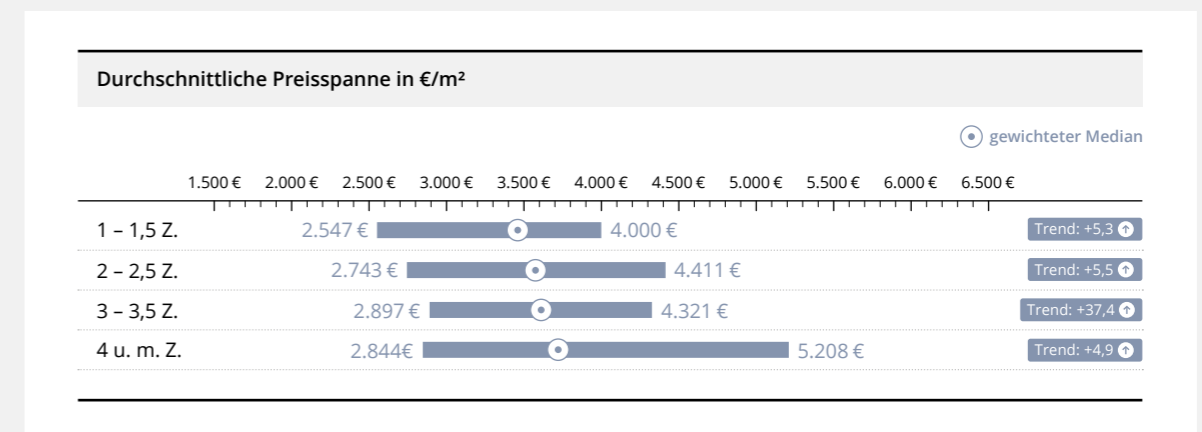 Durchschnittliche Preisspanne in €/m²
gewichteter Median
1.500 € 2.000 € 2.500 € 3.000 € 3.500 € 4.000 € 4.500 € 5.000 € 5.500 € 6.000 € 6.500 €
1 – 1,5 Z. 2.547 € 4.000 € Trend: +5,3
2 – 2,5 Z. 2.743 € 4.411 € Trend: +5,5
3 – 3,5 Z. 2.897 € 4.321 € Trend: +37,4
4 u. m. Z. 2.844€ 5.208 € Trend: +4,9